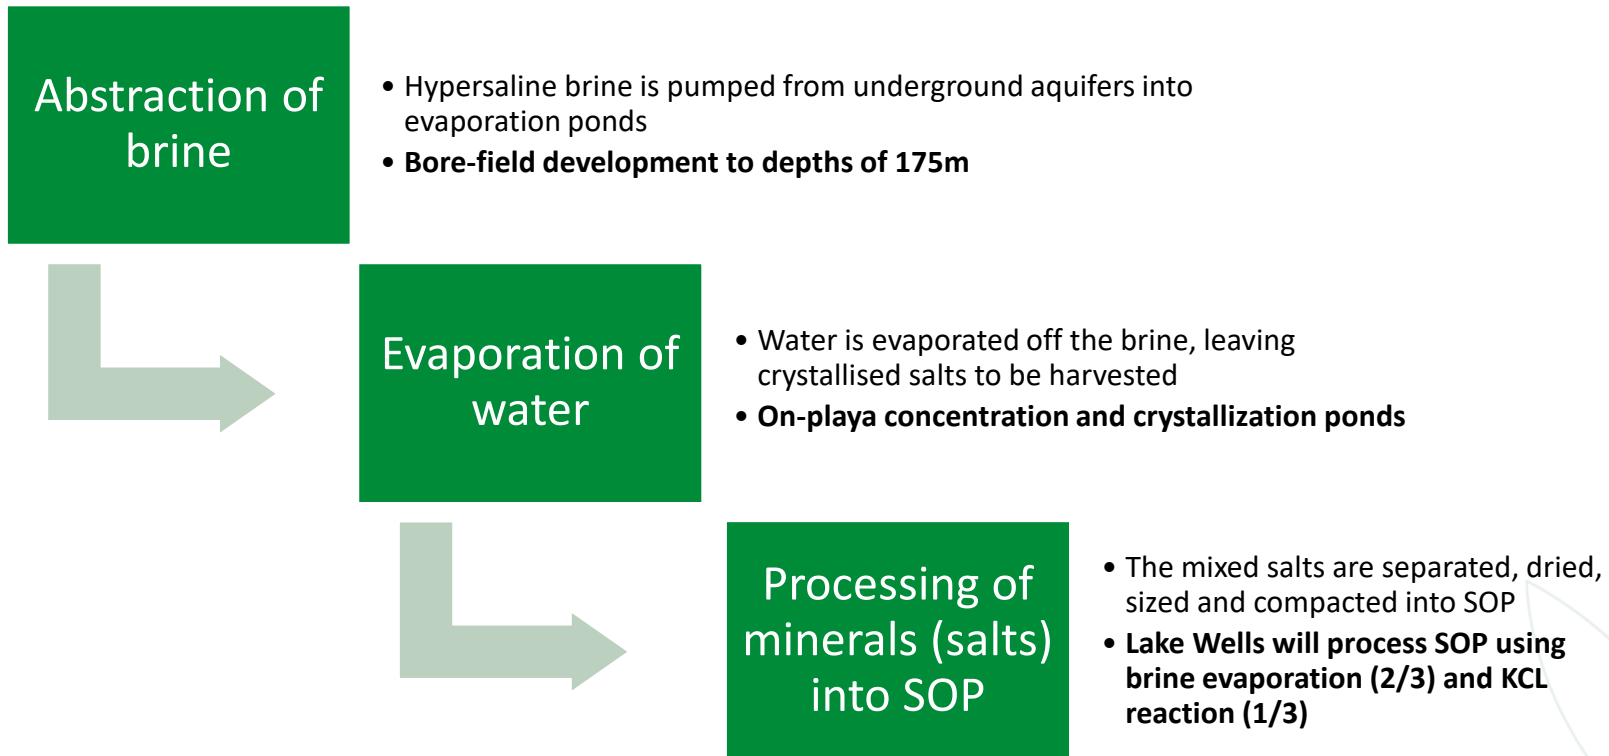 Abstraction of
brine
• Hypersaline brine is pumped from underground aquifers into
evaporation ponds
• Bore-field development to depths of 175m
Evaporation of
water
• Water is evaporated off the brine, leaving
crystallised salts to be harvested
• On-playa concentration and crystallization ponds
Processing of
minerals (salts)
into SOP
• The mixed salts are separated, dried,
sized and compacted into SOP
• Lake Wells will process SOP using
brine evaporation (2/3) and KCL
reaction (1/3)